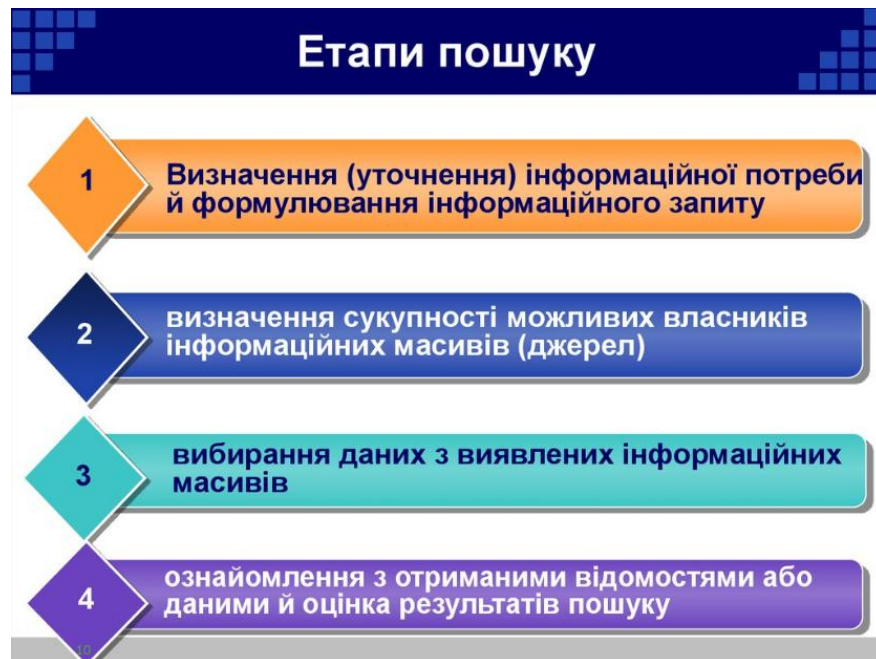 Етапи пошуку
1
Визначення (уточнення) інформаційної потреби
й формулювання інформаційного запиту
2
визначення сукупності можливих власників
інформаційних масивів (джерел)
3
вибирання даних з виявлених інформаційних
масивів
4
ознайомлення з отриманими відомостями або
даними й оцінка результатів пошуку
10